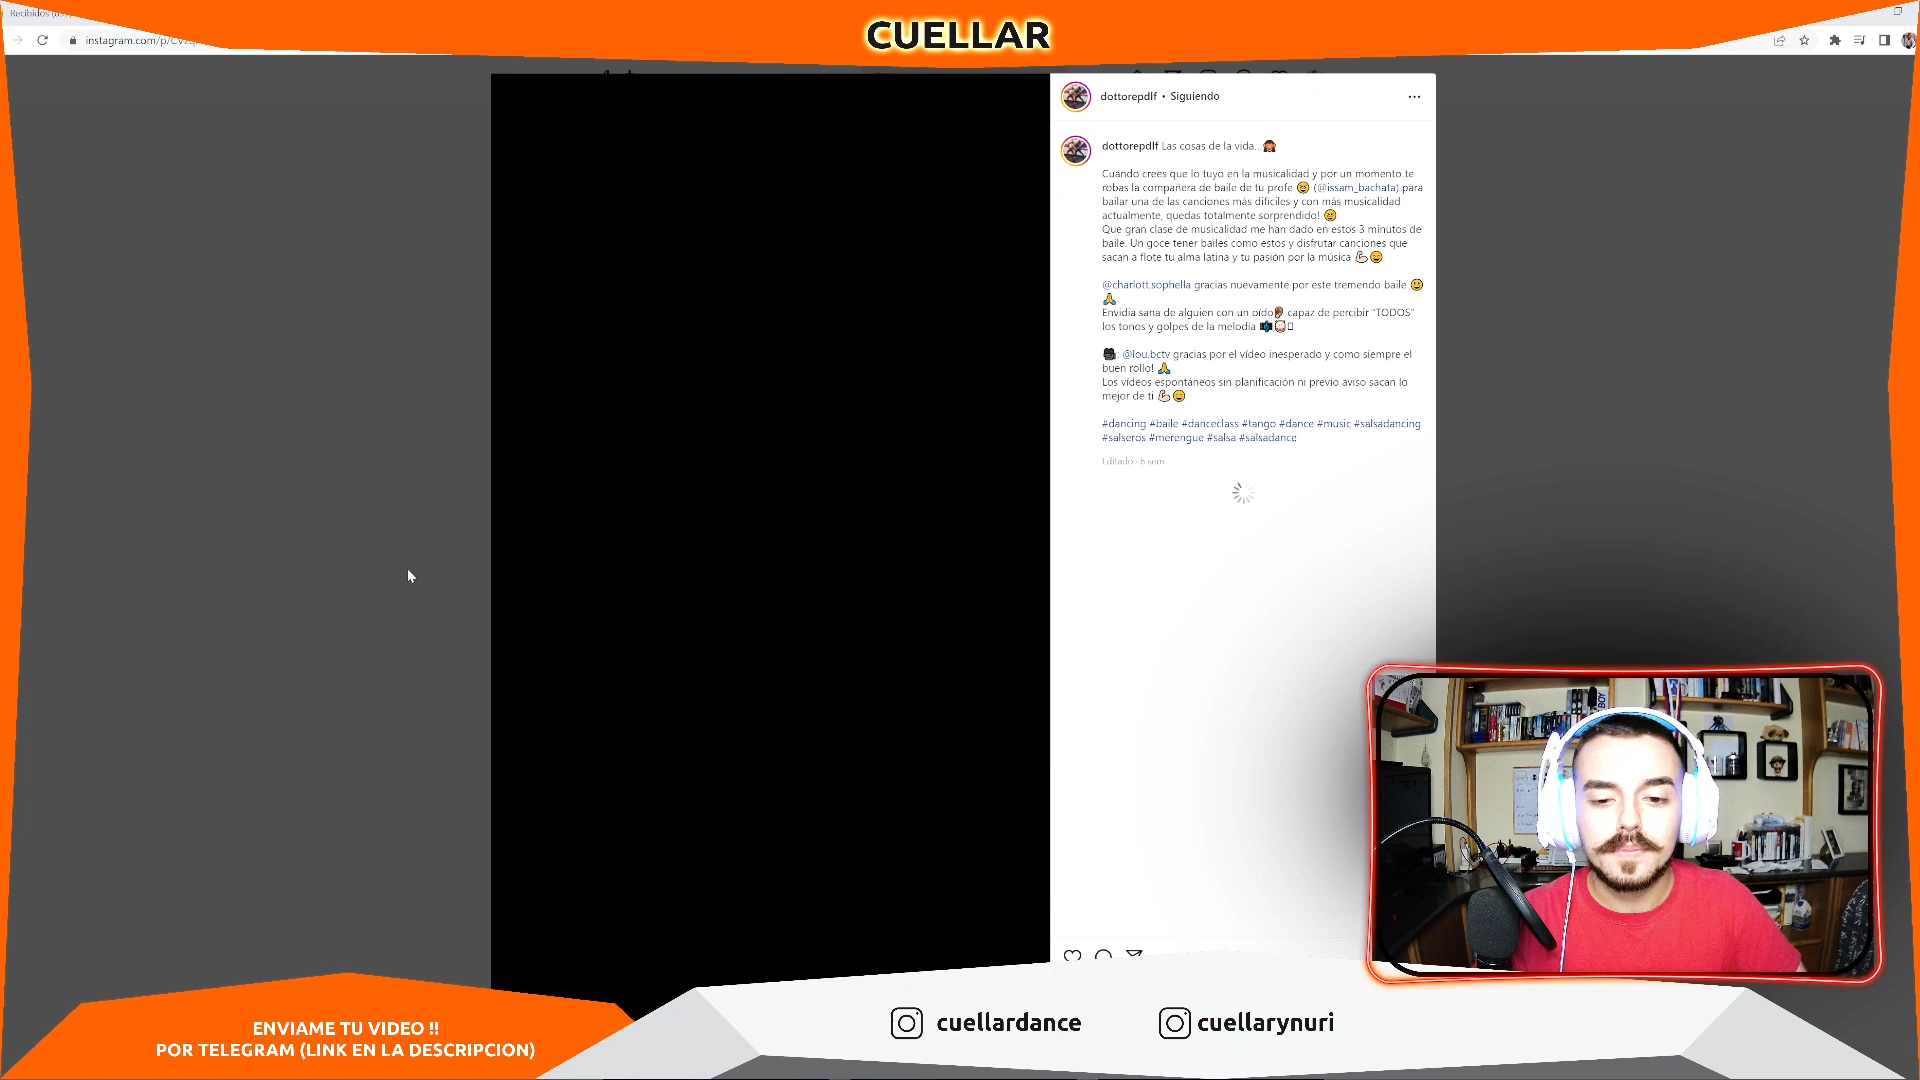 Recibidos
CUELLAR
instagram.com/p/
dottorepdlf • Siguiendo
dottorepdlf Las cosas de la vida...
Cuando crees que lo tuyo en la musicalidad y por un momento te
robas la compañera de baile de tu profe (@issam_bachata) para
bailar una de las canciones más difíciles y con más musicalidad
actualmente, quedas totalmente sorprendido!
Que gran clase de musicalidad me han dado en estos 3 minutos de
baile. Un goce tener bailes como estos y disfrutar canciones que
sacan a flote tu alma latina y tu pasión por la música
@charlott.sophella gracias nuevamente por este tremendo baile
Envidia sana de alguien con un oído capaz de percibir "TODOS"
los tonos y golpes de la melodía
: @lou.bctv gracias por el vídeo inesperado y como siempre el
buen rollo!
Los vídeos espontáneos sin planificación ni previo aviso sacan lo
mejor de ti
#dancing #baile #danceclass #tango #dance #music #salsadancing
#salseros #merengue #salsa #salsadance
Editado · 6 sem
ENVIAME TU VIDEO !!
POR TELEGRAM (LINK EN LA DESCRIPCION)
cuellardance
cuellarynuri